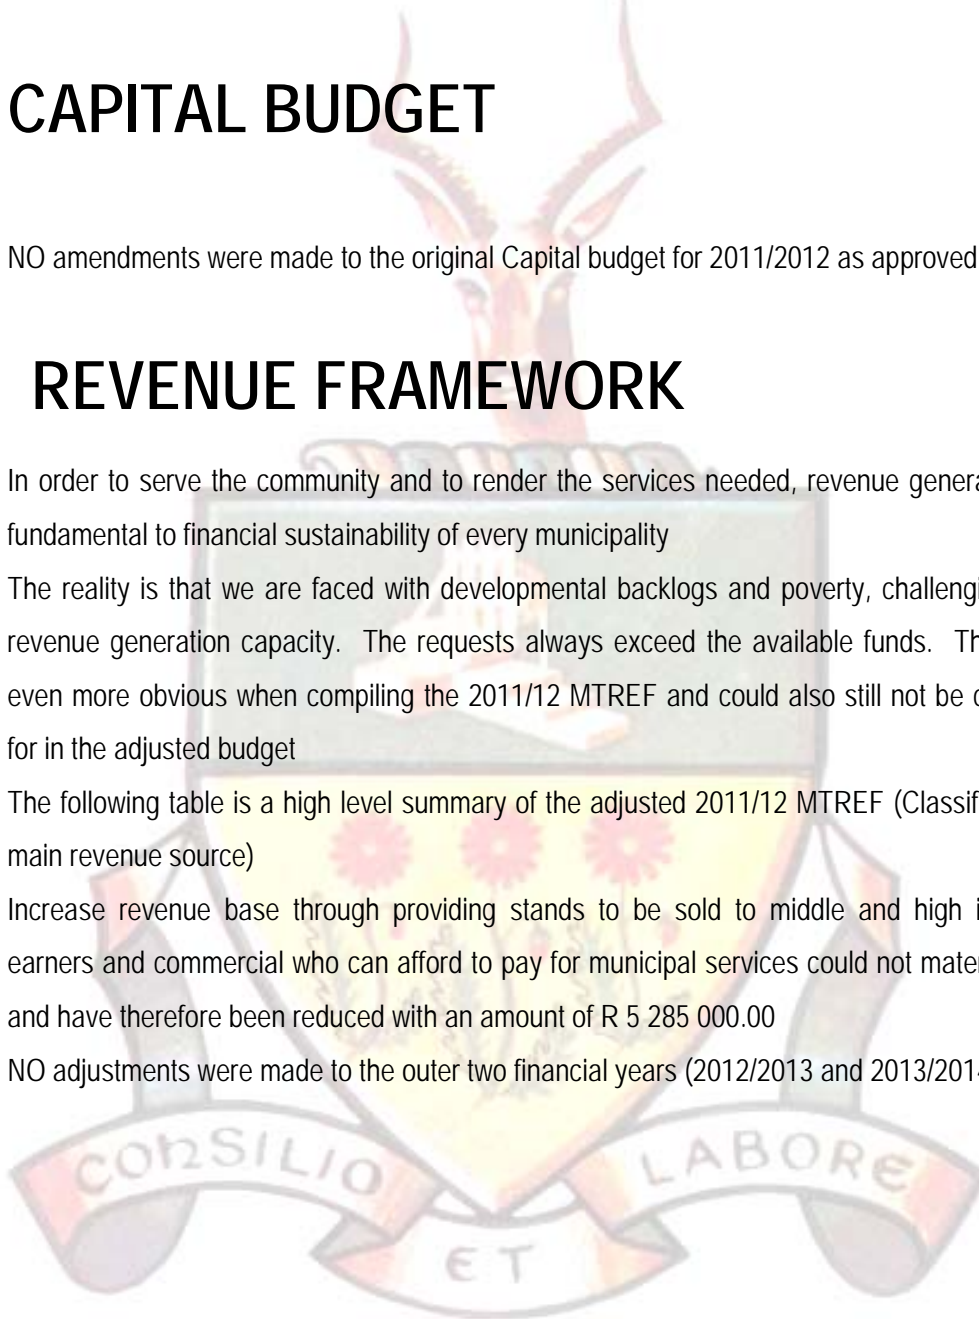 CAPITAL BUDGET
NO amendments were made to the original Capital budget for 2011/2012 as approved
REVENUE FRAMEWORK
In order to serve the community and to render the services needed, revenue
fundamental to financial sustainability of every municipality
The reality is that we are faced with developmental backlogs and poverty,
revenue generation capacity. The requests always exceed the available funds.
even more obvious when compiling the 2011/12 MTREF and could also still not be
for in the adjusted budget
The following table is a high level summary of the adjusted 2011/12 MTREF
main revenue source)
Increase revenue base through providing stands to be sold to middle and high
earners and commercial who can afford to pay for municipal services could not
and have therefore been reduced with an amount of R 5 285 000.00
NO adjustments were made to the outer two financial years (2012/2013 and
CONSILIO
LABORE
ET